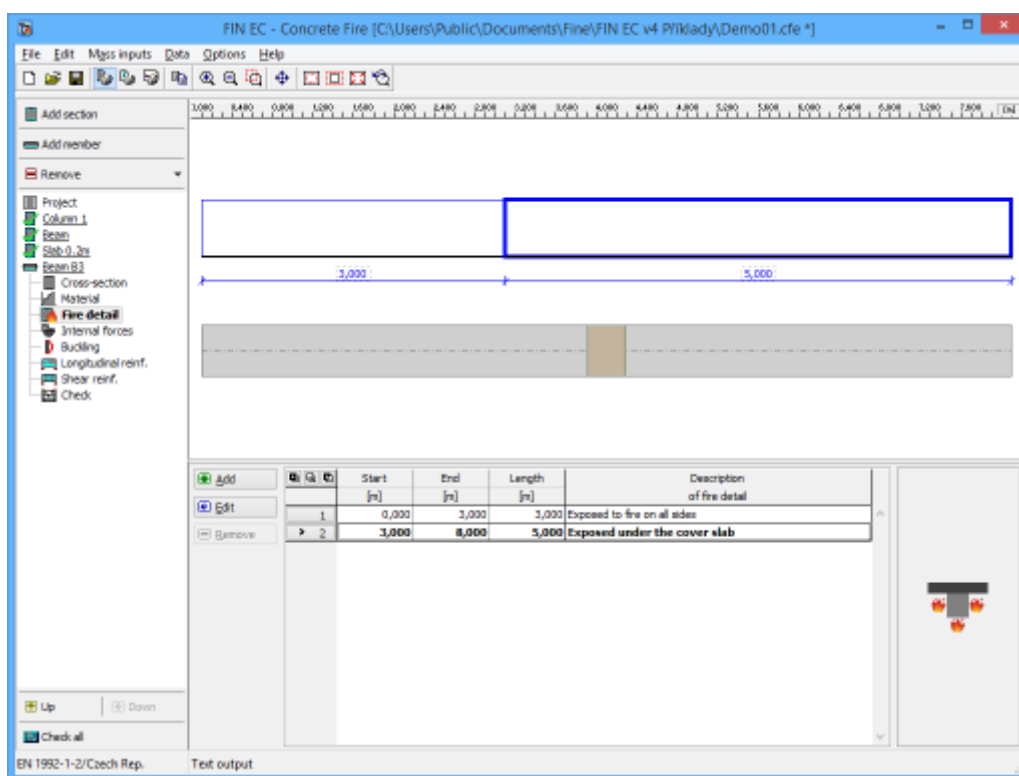 FIN EC - Concrete Fire [C:\Users\Public\Documents\Fine\FIN EC v4 Příklady\Demo01.cfe *]
File Edit Mass inputs Data Options Help
Add section
Add member
Remove
Project
Column 1
Beam
Slab 0.2m
Beam B3
Cross-section
Material
Fire detail
Internal forces
Buckling
Longitudinal reinf.
Shear reinf.
Check
[m]
3,000 5,000
Add
Edit
Remove
Start End Length Description
[m] [m] [m] of fire detail
1 0,000 3,000 3,000 Exposed to fire on all sides
2 3,000 8,000 5,000 Exposed under the cover slab
Up Down
Check all
EN 1992-1-2/Czech Rep. Text output